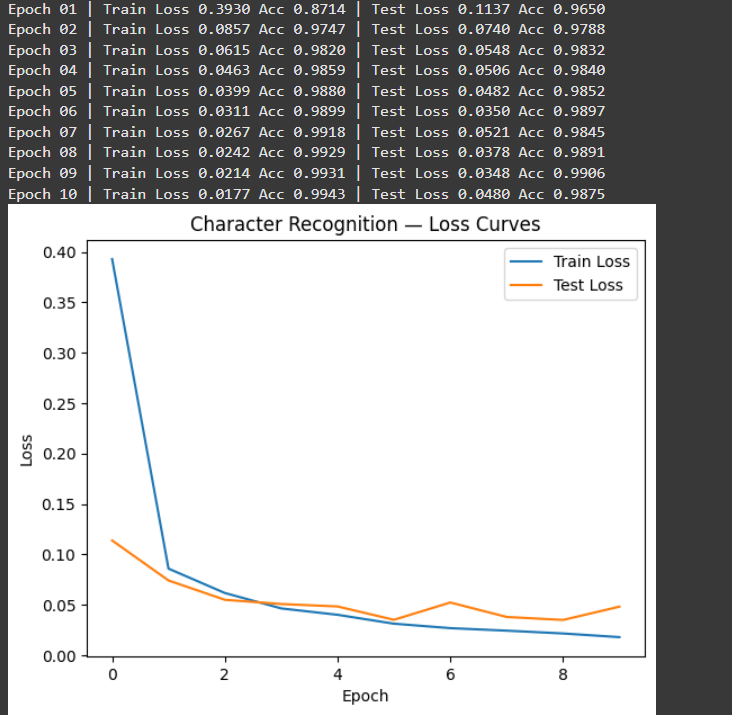 Epoch 01 | Train Loss 0.3930 Acc 0.8714 | Test Loss 0.1137 Acc 0.9650
Epoch 02 | Train Loss 0.0857 Acc 0.9747 | Test Loss 0.0740 Acc 0.9788
Epoch 03 | Train Loss 0.0615 Acc 0.9820 | Test Loss 0.0548 Acc 0.9832
Epoch 04 | Train Loss 0.0463 Acc 0.9859 | Test Loss 0.0506 Acc 0.9840
Epoch 05 | Train Loss 0.0399 Acc 0.9880 | Test Loss 0.0482 Acc 0.9852
Epoch 06 | Train Loss 0.0311 Acc 0.9899 | Test Loss 0.0350 Acc 0.9897
Epoch 07 | Train Loss 0.0267 Acc 0.9918 | Test Loss 0.0521 Acc 0.9845
Epoch 08 | Train Loss 0.0242 Acc 0.9929 | Test Loss 0.0378 Acc 0.9891
Epoch 09 | Train Loss 0.0214 Acc 0.9931 | Test Loss 0.0348 Acc 0.9906
Epoch 10 | Train Loss 0.0177 Acc 0.9943 | Test Loss 0.0480 Acc 0.9875
Character Recognition — Loss Curves
Train Loss
Test Loss
Loss
0.40
0.35
0.30
0.25
0.20
0.15
0.10
0.05
0.00
0 2 4 6 8
Epoch